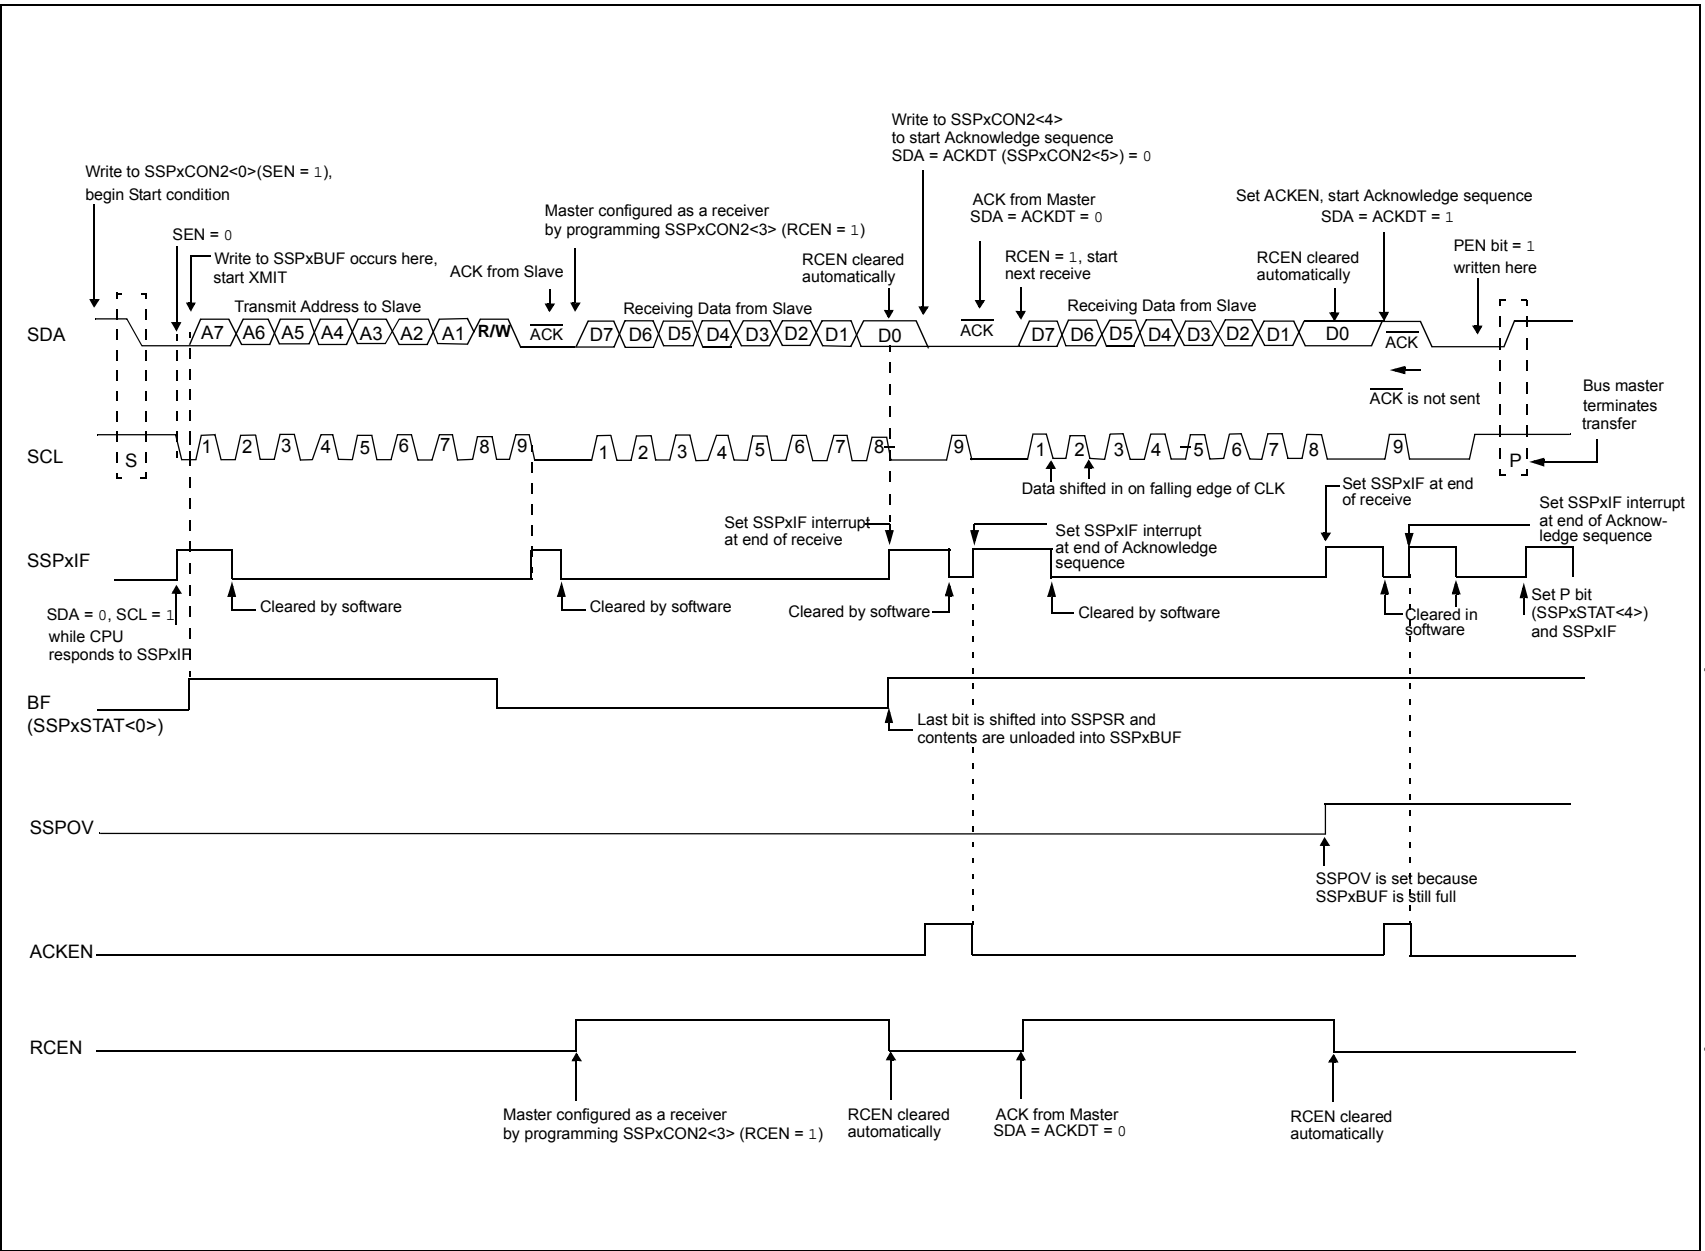 Write to SSPxCON2<4>
to start Acknowledge sequence
SDA = ACKDT (SSPxCON2<5>) = 0
Write to SSPxCON2<0>(SEN = 1),
begin Start condition
ACK from Master
SDA = ACKDT = 0
Set ACKEN, start Acknowledge sequence
SDA = ACKDT = 1
Master configured as a receiver
by programming SSPxCON2<3> (RCEN = 1)
SEN = 0
PEN bit = 1
written here
Write to SSPxBUF occurs here,
start XMIT
ACK from Slave
RCEN cleared
automatically
RCEN = 1, start
next receive
RCEN cleared
automatically
Transmit Address to Slave
Receiving Data from Slave
Receiving Data from Slave
SDA
A7 A6 A5 A4 A3 A2 A1 R/W ACK D7 D6 D5 D4 D3 D2 D1 D0 ACK D7 D6 D5 D4 D3 D2 D1 D0 ACK
ACK is not sent
Bus master
terminates
transfer
SCL
S 1 2 3 4 5 6 7 8 9 1 2 3 4 5 6 7 8 9 1 2 3 4 5 6 7 8 9 P
Data shifted in on falling edge of CLK
Set SSPxIF at end
of receive
Set SSPxIF interrupt
at end of receive
Set SSPxIF interrupt
at end of Acknowledge
sequence
Set SSPxIF interrupt
at end of Acknow-
ledge sequence
SSPxIF
SDA = 0, SCL = 1
while CPU
responds to SSPxIF
Cleared by software
Cleared by software
Cleared by software
Cleared by software
Cleared in
software
Set P bit
(SSPxSTAT<4>)
and SSPxIF
BF
(SSPxSTAT<0>)
Last bit is shifted into SSPSR and
contents are unloaded into SSPxBUF
SSPOV
SSPOV is set because
SSPxBUF is still full
ACKEN
RCEN
Master configured as a receiver
by programming SSPxCON2<3> (RCEN = 1)
RCEN cleared
automatically
ACK from Master
SDA = ACKDT = 0
RCEN cleared
automatically